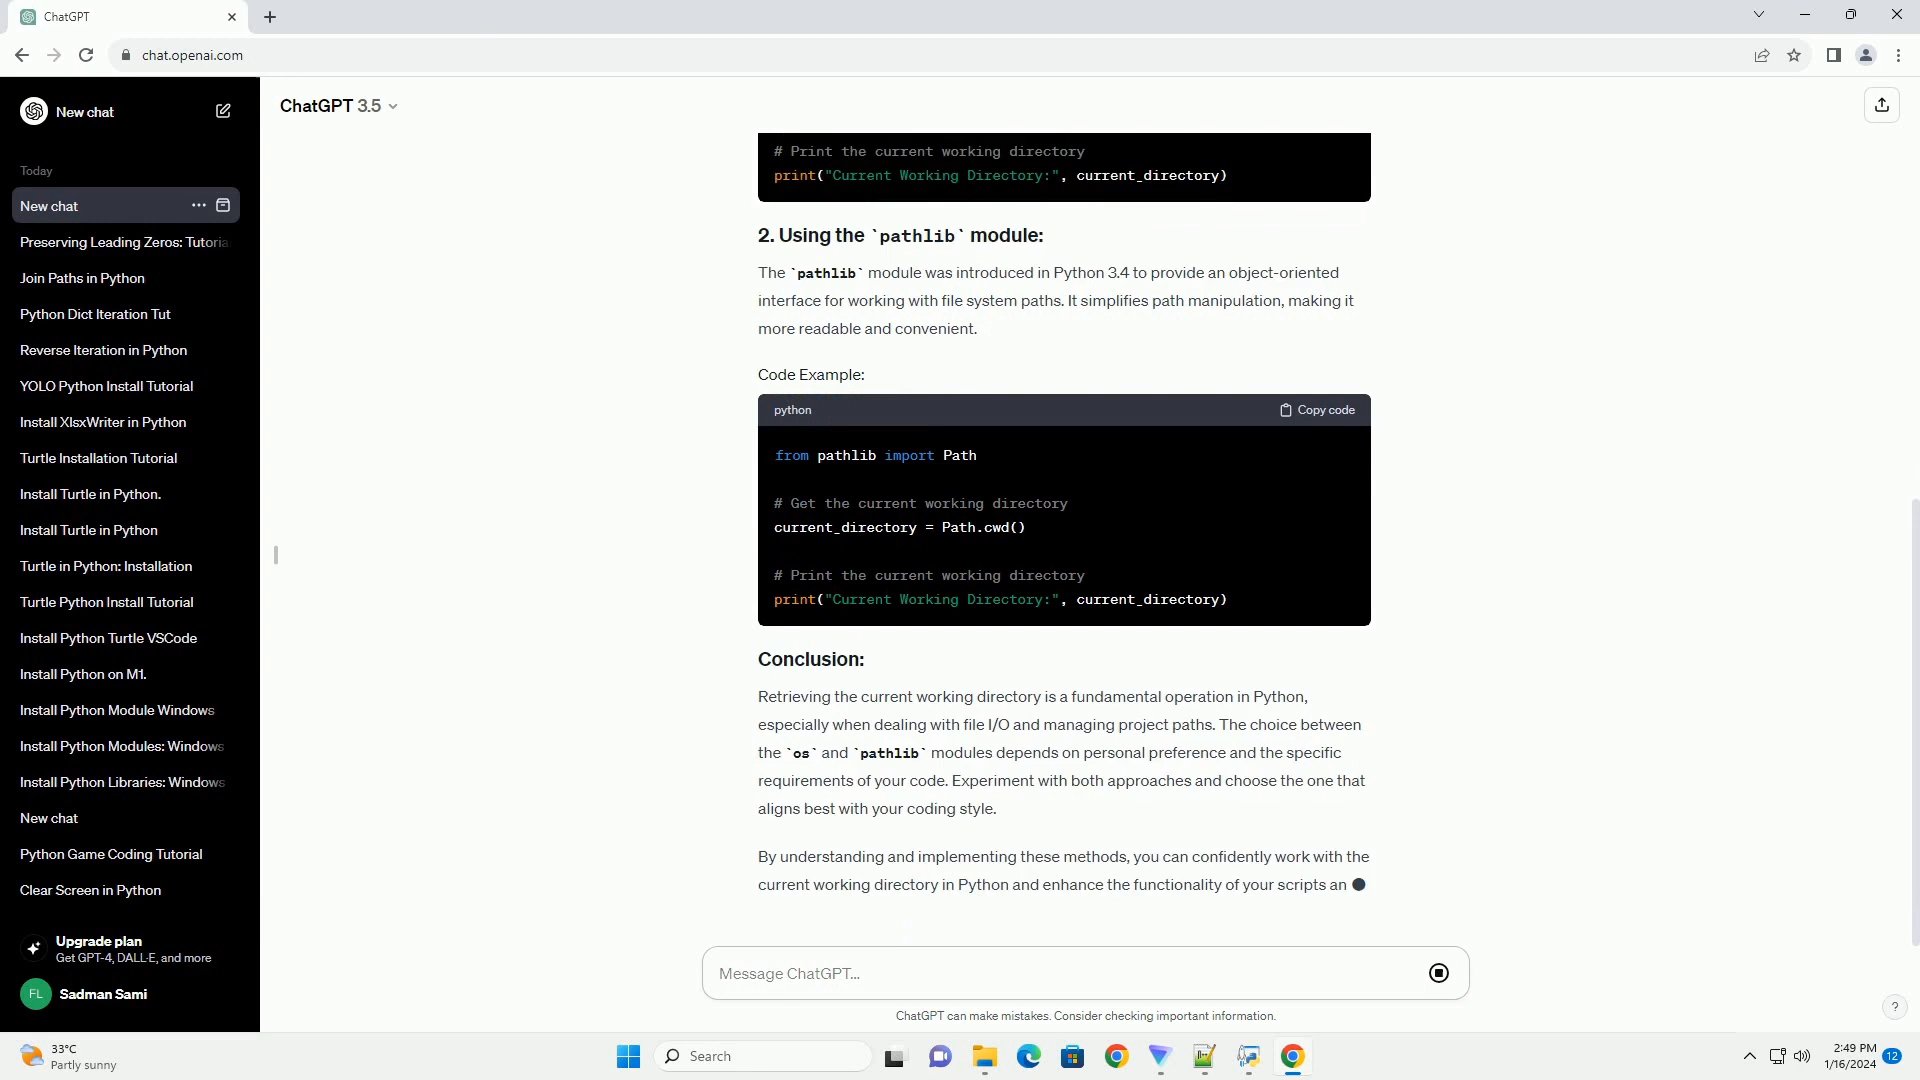 ChatGPT
chat.openai.com
New chat
ChatGPT 3.5
Today
New chat
Preserving Leading Zeros: Tutoria
Join Paths in Python
Python Dict Iteration Tut
Reverse Iteration in Python
YOLO Python Install Tutorial
Install XlsxWriter in Python
Turtle Installation Tutorial
Install Turtle in Python.
Install Turtle in Python
Turtle in Python: Installation
Turtle Python Install Tutorial
Install Python Turtle VSCode
Install Python on M1.
Install Python Module Windows
Install Python Modules: Windows
Install Python Libraries: Windows
New chat
Python Game Coding Tutorial
Clear Screen in Python
Upgrade plan
Get GPT-4, DALL·E, and more
FL
Sadman Sami
# Print the current working directory
print("Current Working Directory:", current_directory)
2. Using the `pathlib` module:
The `pathlib` module was introduced in Python 3.4 to provide an object-oriented
interface for working with file system paths. It simplifies path manipulation, making it
more readable and convenient.
Code Example:
python
Copy code
from pathlib import Path
# Get the current working directory
current_directory = Path.cwd()
# Print the current working directory
print("Current Working Directory:", current_directory)
Conclusion:
Retrieving the current working directory is a fundamental operation in Python,
especially when dealing with file I/O and managing project paths. The choice between
the `os` and `pathlib` modules depends on personal preference and the specific
requirements of your code. Experiment with both approaches and choose the one that
aligns best with your coding style.
By understanding and implementing these methods, you can confidently work with the
current working directory in Python and enhance the functionality of your scripts an
Message ChatGPT...
ChatGPT can make mistakes. Consider checking important information.
?
33°C
Partly sunny
Search
2:49 PM
1/16/2024
12